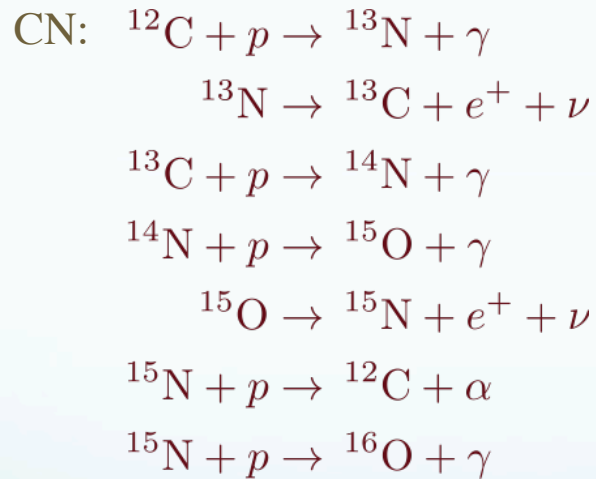 CN: ¹²C + p → ¹³N + γ
¹³N → ¹³C + e⁺ + ν
¹³C + p → ¹⁴N + γ
¹⁴N + p → ¹⁵O + γ
¹⁵O → ¹⁵N + e⁺ + ν
¹⁵N + p → ¹²C + α
¹⁵N + p → ¹⁶O + γ